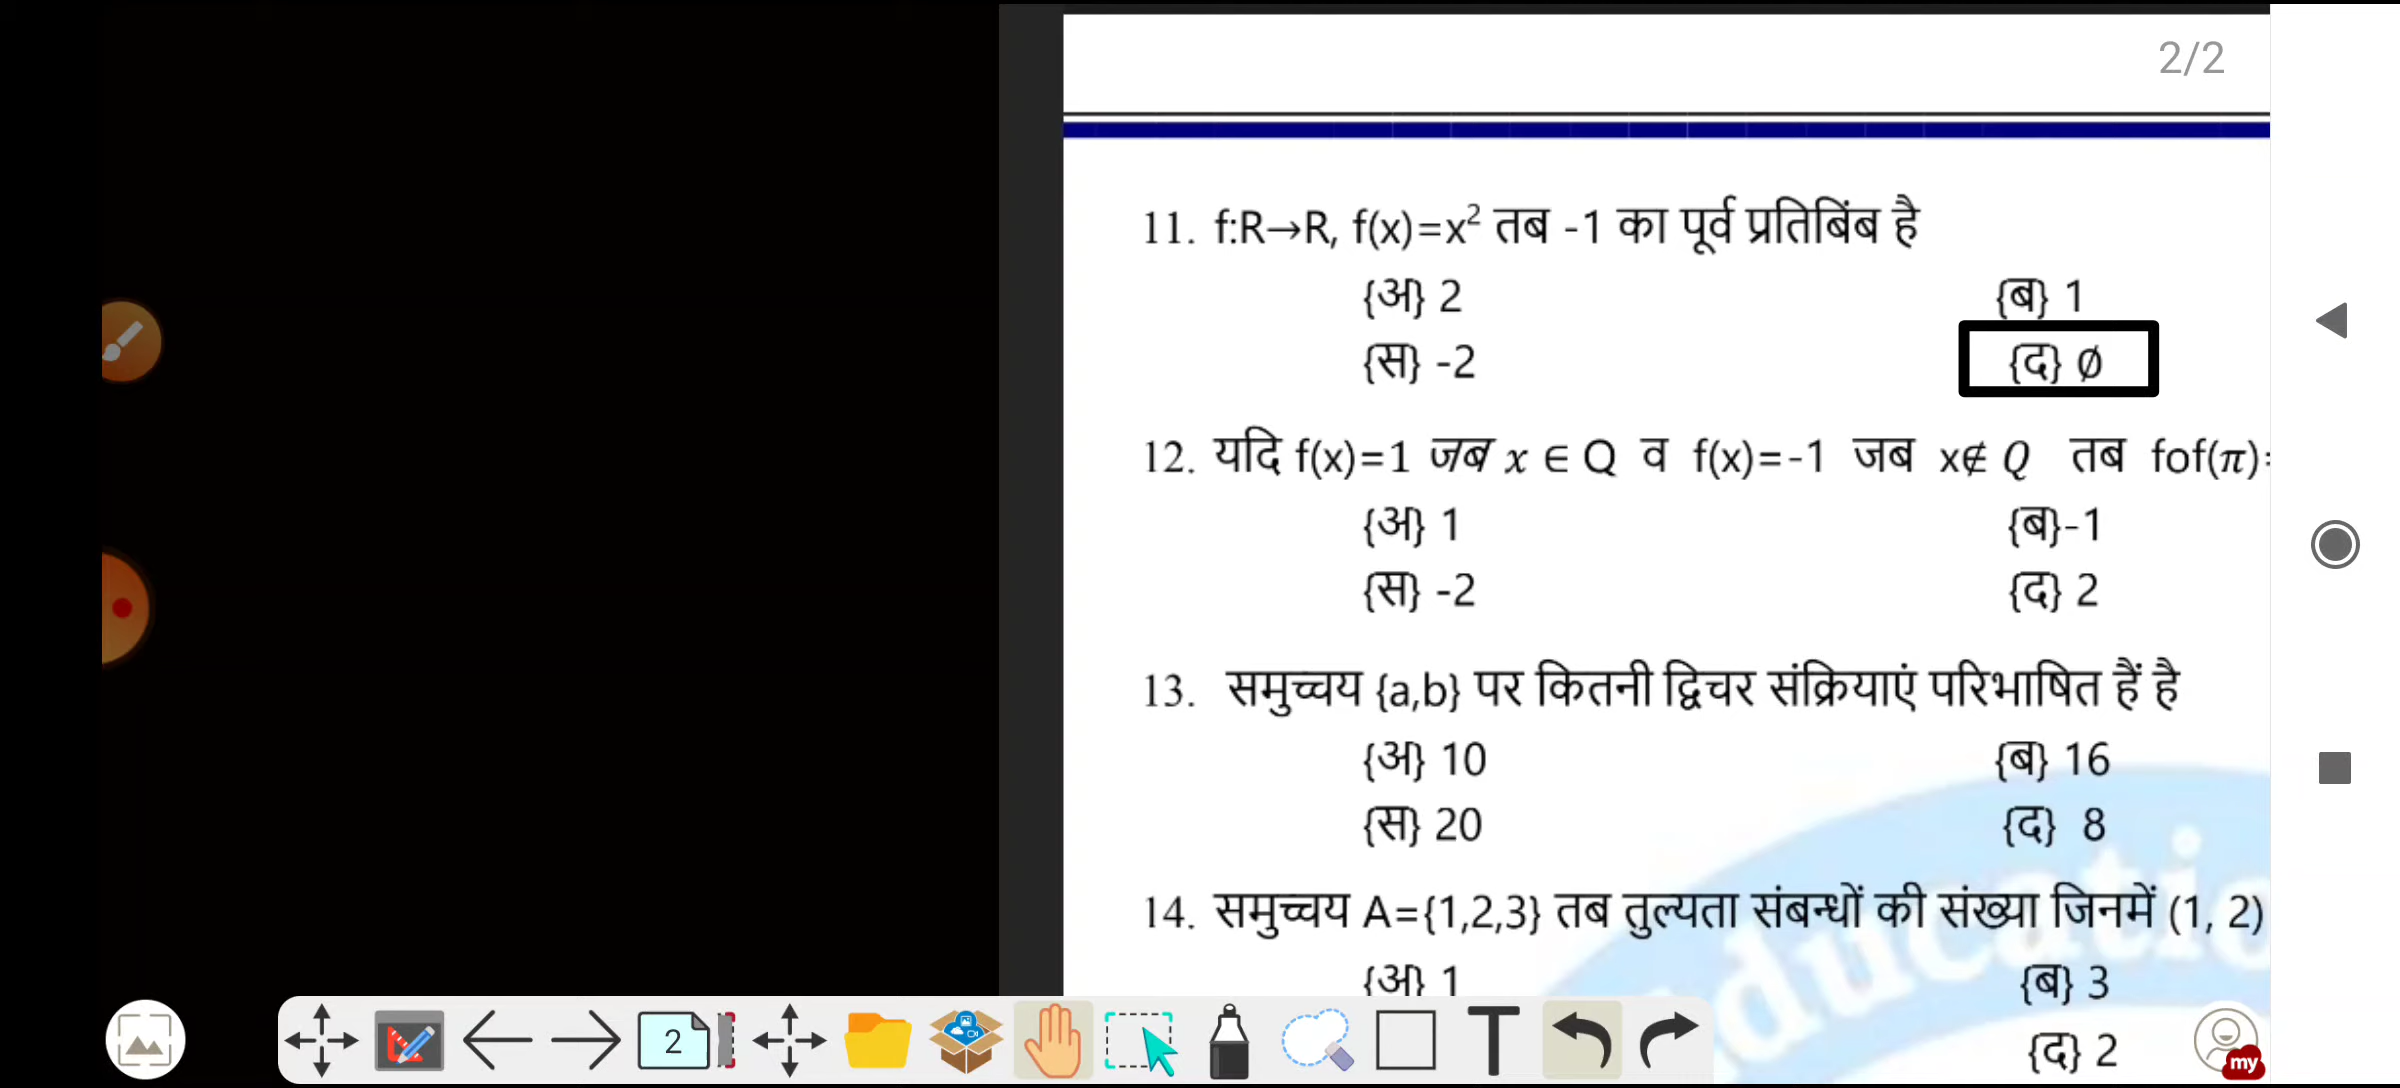 2/2
11. f:R→R, f(x)=x² तब -1 का पूर्व प्रतिबिंब है
{अ} 2 {ब} 1
{स} -2 {द} ∅
12. यदि f(x)=1 जब x ∈ Q व f(x)=-1 जब x∉ Q तब fof(π)=
{अ} 1 {ब}-1
{स} -2 {द} 2
13. समुच्चय {a,b} पर कितनी द्विचर संक्रियाएं परिभाषित हैं है
{अ} 10 {ब} 16
{स} 20 {द} 8
14. समुच्चय A={1,2,3} तब तुल्यता संबन्धों की संख्या जिनमें (1, 2)
{अ} 1 {ब} 3
{द} 2
2 T my